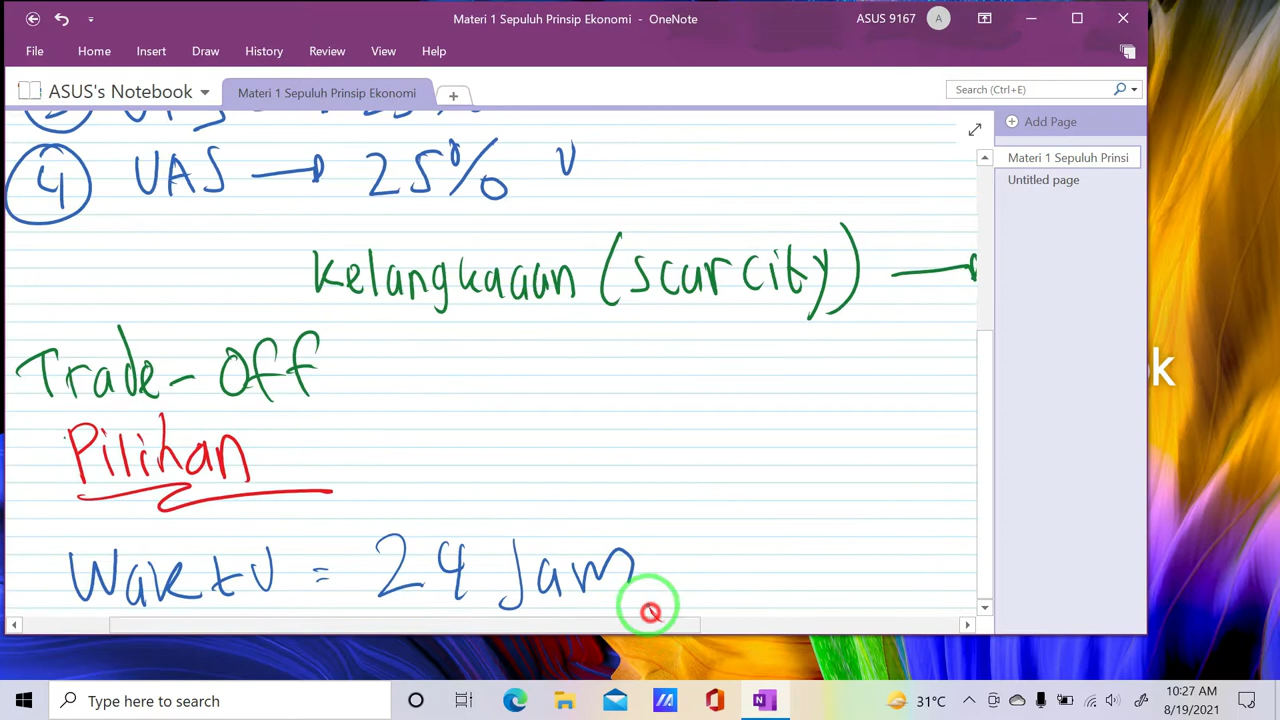 Materi 1 Sepuluh Prinsip Ekonomi - OneNote
ASUS 9167
A
File Home Insert Draw History Review View Help
ASUS's Notebook
Materi 1 Sepuluh Prinsip Ekonomi
Search (Ctrl+E)
Add Page
Materi 1 Sepuluh Prinsi
Untitled page
4 UAS → 25% v
Kelangkaaan (scarcity) →
Trade-Off
Pilihan
Waktu = 24 Jam
ok
Type here to search
31°C
10:27 AM
8/19/2021